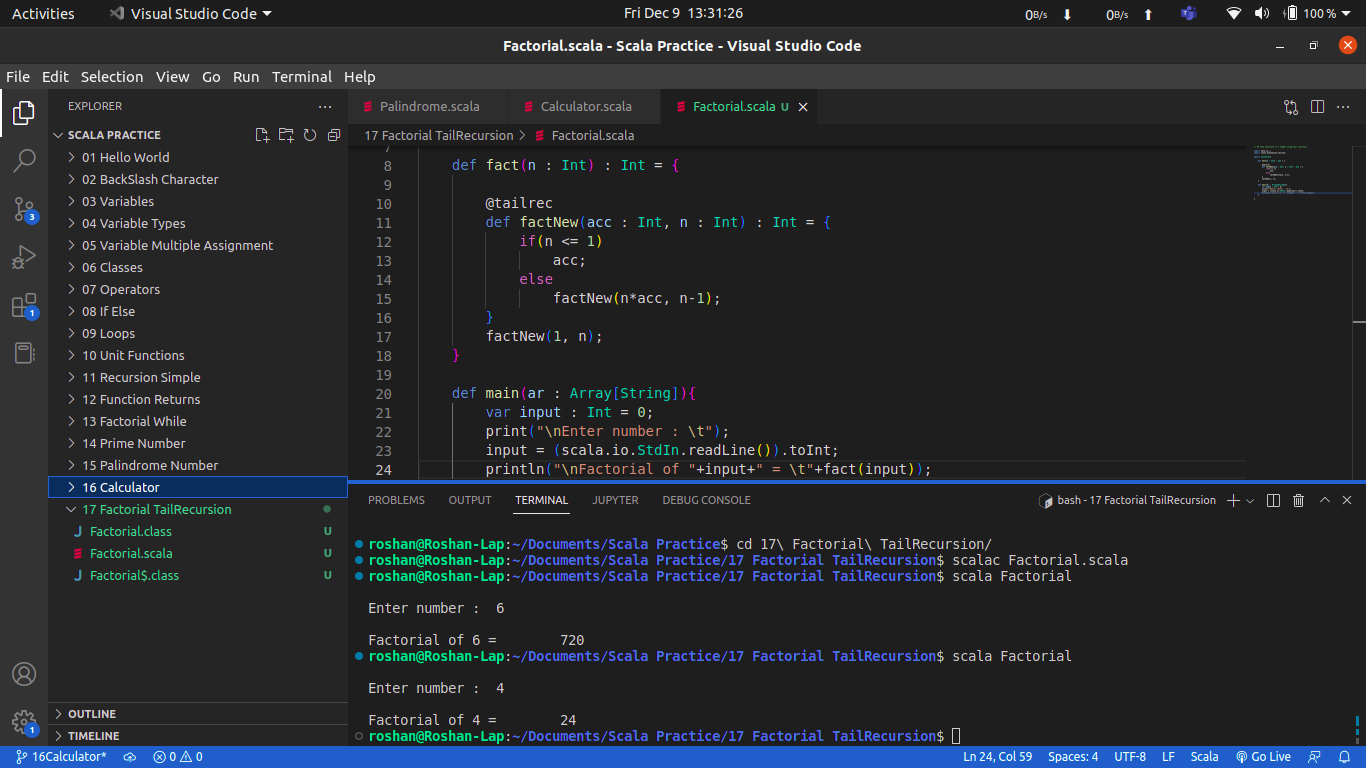 Activities Visual Studio Code Fri Dec 9 13:31:26 0B/s 0B/s 100 %
Factorial.scala - Scala Practice - Visual Studio Code
File Edit Selection View Go Run Terminal Help
EXPLORER
SCALA PRACTICE
01 Hello World
02 BackSlash Character
03 Variables
04 Variable Types
05 Variable Multiple Assignment
06 Classes
07 Operators
08 If Else
09 Loops
10 Unit Functions
11 Recursion Simple
12 Function Returns
13 Factorial While
14 Prime Number
15 Palindrome Number
16 Calculator
17 Factorial TailRecursion
Factorial.class U
Factorial.scala U
Factorial$.class U
OUTLINE
TIMELINE
3
1
1
Palindrome.scala Calculator.scala Factorial.scala U
17 Factorial TailRecursion > Factorial.scala
7
8 def fact(n : Int) : Int = {
9
10 @tailrec
11 def factNew(acc : Int, n : Int) : Int = {
12 if(n <= 1)
13 acc;
14 else
15 factNew(n*acc, n-1);
16 }
17 factNew(1, n);
18 }
19
20 def main(ar : Array[String]){
21 var input : Int = 0;
22 print("\nEnter number : \t");
23 input = (scala.io.StdIn.readLine()).toInt;
24 println("\nFactorial of "+input+" = \t"+fact(input));
PROBLEMS OUTPUT TERMINAL JUPYTER DEBUG CONSOLE bash - 17 Factorial TailRecursion
roshan@Roshan-Lap:~/Documents/Scala Practice$ cd 17\ Factorial\ TailRecursion/
roshan@Roshan-Lap:~/Documents/Scala Practice/17 Factorial TailRecursion$ scalac Factorial.scala
roshan@Roshan-Lap:~/Documents/Scala Practice/17 Factorial TailRecursion$ scala Factorial
Enter number : 6
Factorial of 6 = 720
roshan@Roshan-Lap:~/Documents/Scala Practice/17 Factorial TailRecursion$ scala Factorial
Enter number : 4
Factorial of 4 = 24
roshan@Roshan-Lap:~/Documents/Scala Practice/17 Factorial TailRecursion$
16Calculator* 0 0 Ln 24, Col 59 Spaces: 4 UTF-8 LF Scala Go Live